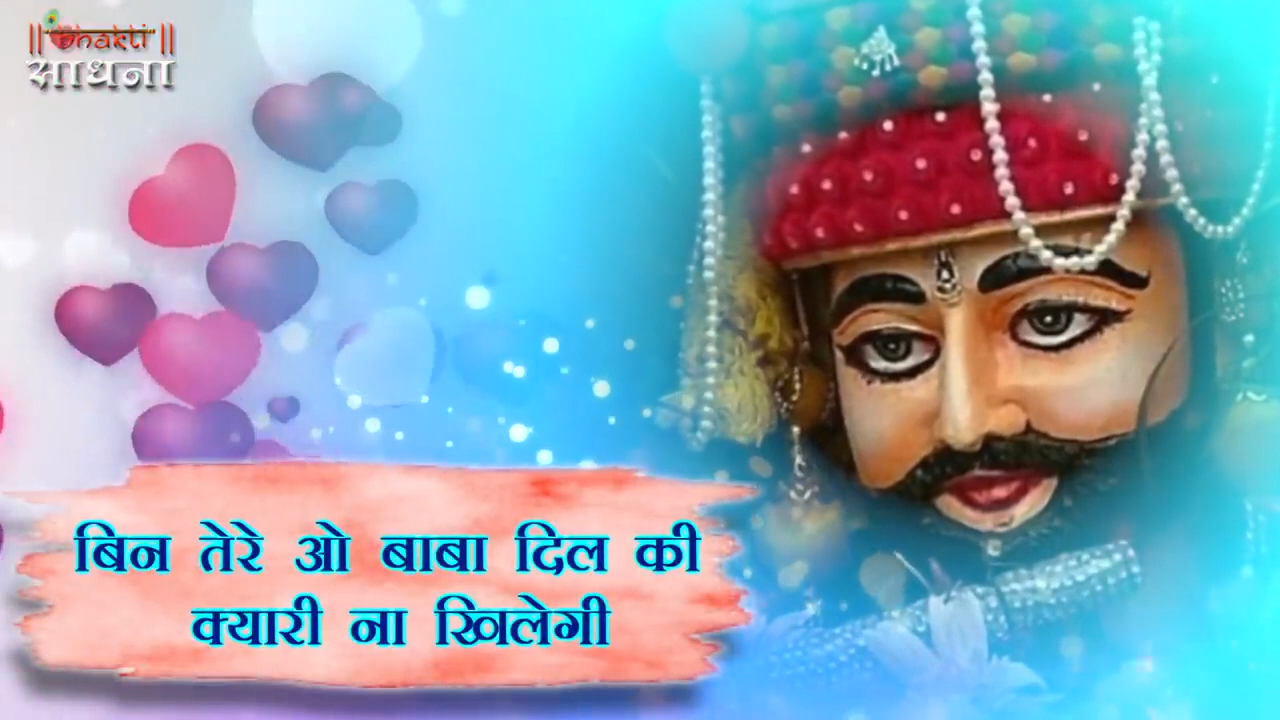 || Bhakti ||
साधना
बिन तेरे ओ बाबा दिल की
क्यारी ना खिलेगी